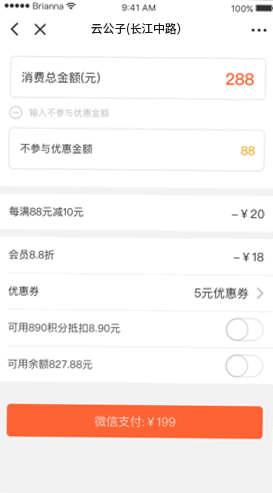 Brianna 9:41 AM 100%
云公子(长江中路)
消费总金额(元) 288
输入不参与优惠金额
不参与优惠金额 88
每满88元减10元 -￥20
会员8.8折 -￥18
优惠券 5元优惠券
可用890积分抵扣8.90元
可用余额827.88元
微信支付:￥199